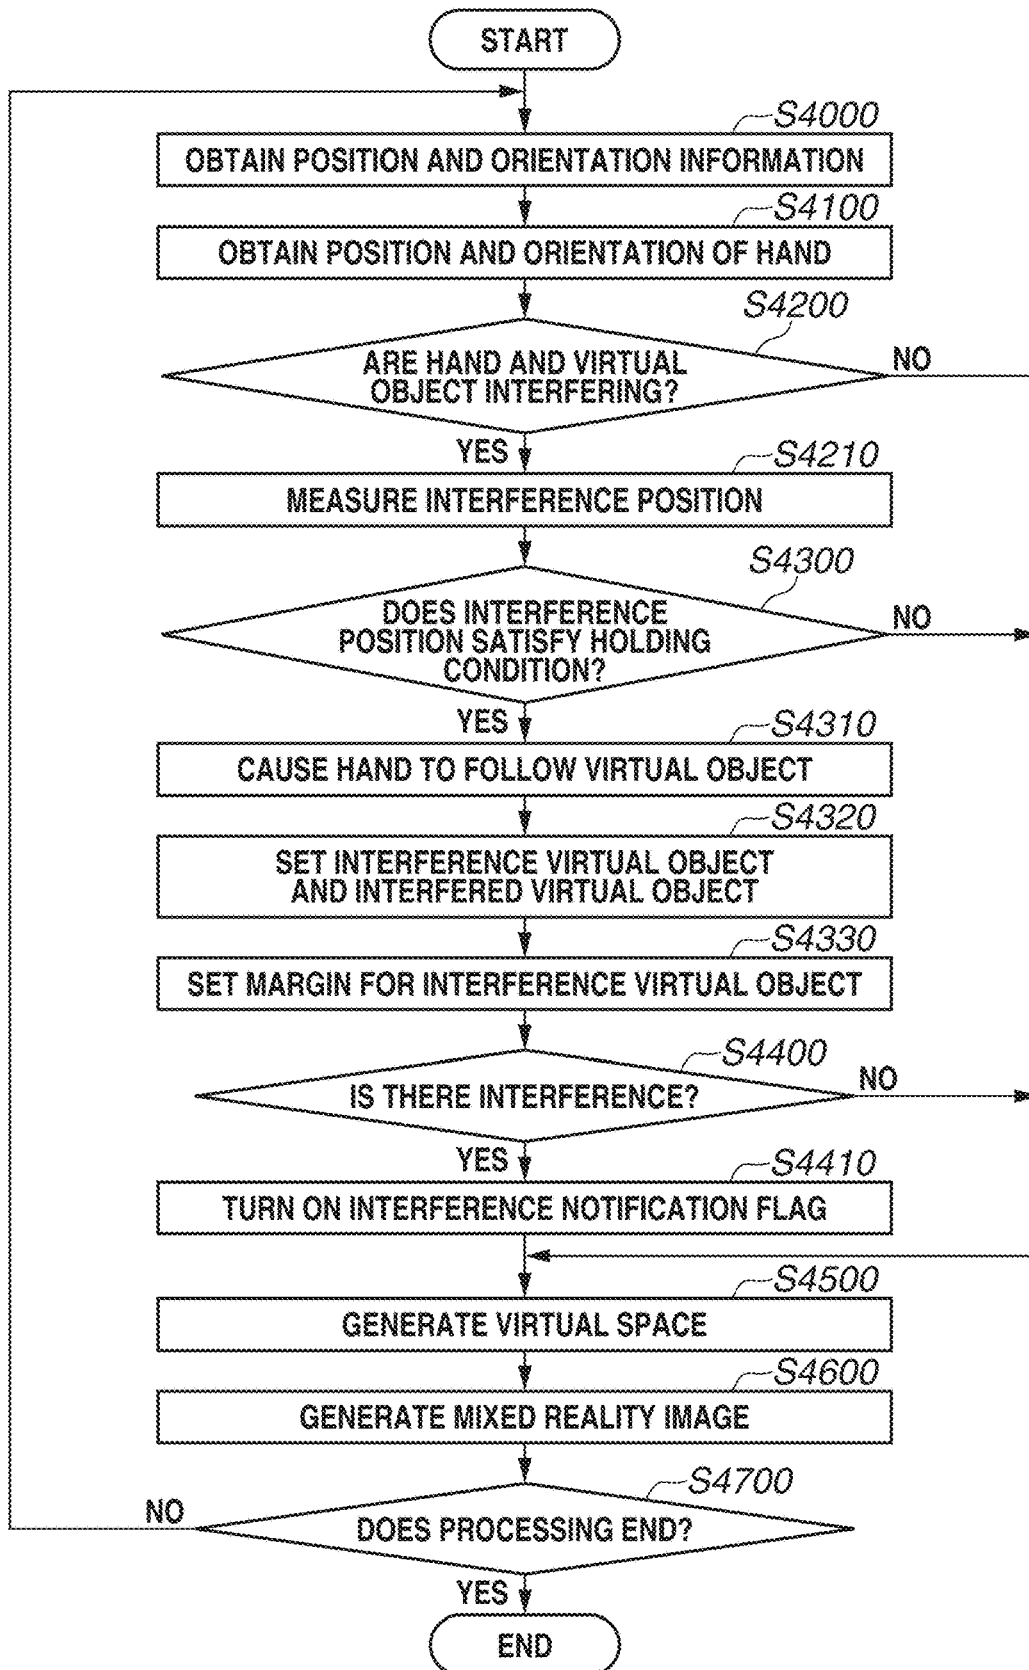 START
S4000
OBTAIN POSITION AND ORIENTATION INFORMATION
S4100
OBTAIN POSITION AND ORIENTATION OF HAND
S4200
ARE HAND AND VIRTUAL
OBJECT INTERFERING?
NO
YES
S4210
MEASURE INTERFERENCE POSITION
S4300
DOES INTERFERENCE
POSITION SATISFY HOLDING
CONDITION?
NO
YES
S4310
CAUSE HAND TO FOLLOW VIRTUAL OBJECT
S4320
SET INTERFERENCE VIRTUAL OBJECT
AND INTERFERED VIRTUAL OBJECT
S4330
SET MARGIN FOR INTERFERENCE VIRTUAL OBJECT
S4400
IS THERE INTERFERENCE?
NO
YES
S4410
TURN ON INTERFERENCE NOTIFICATION FLAG
S4500
GENERATE VIRTUAL SPACE
S4600
GENERATE MIXED REALITY IMAGE
S4700
NO
DOES PROCESSING END?
YES
END